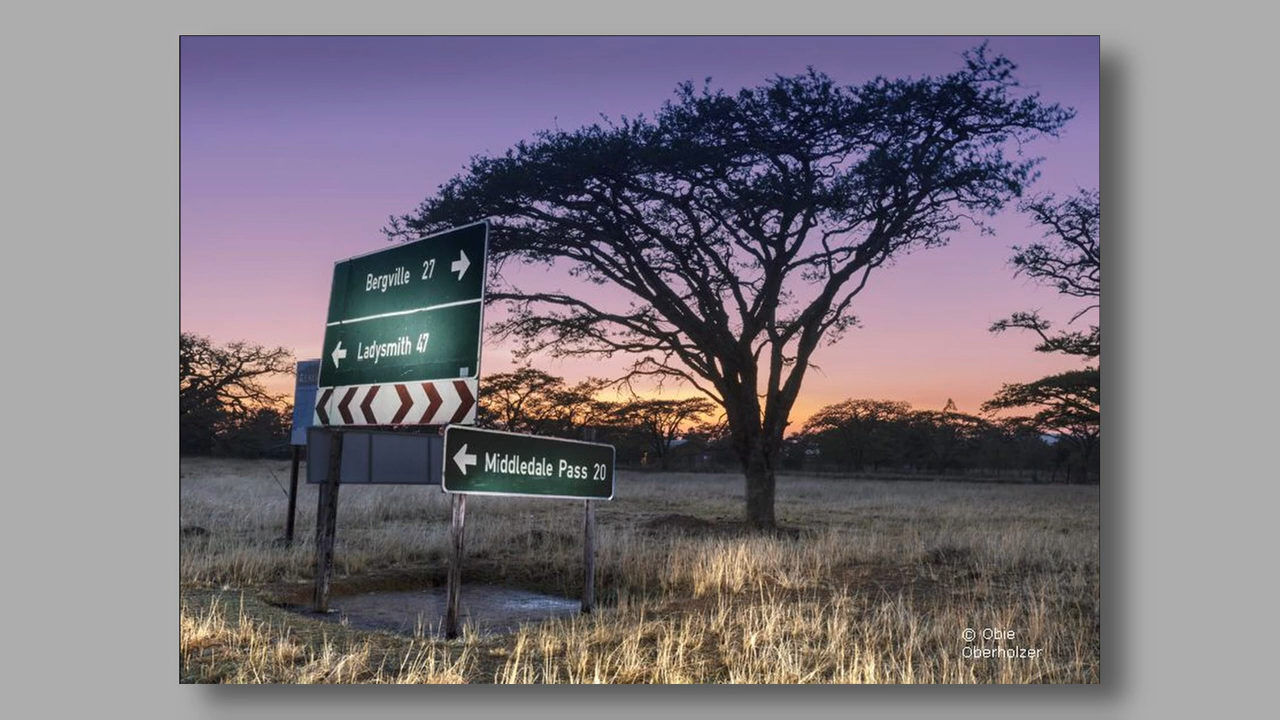 Bergville 27
Ladysmith 47
Middledale Pass 20
© Obie
Oberholzer